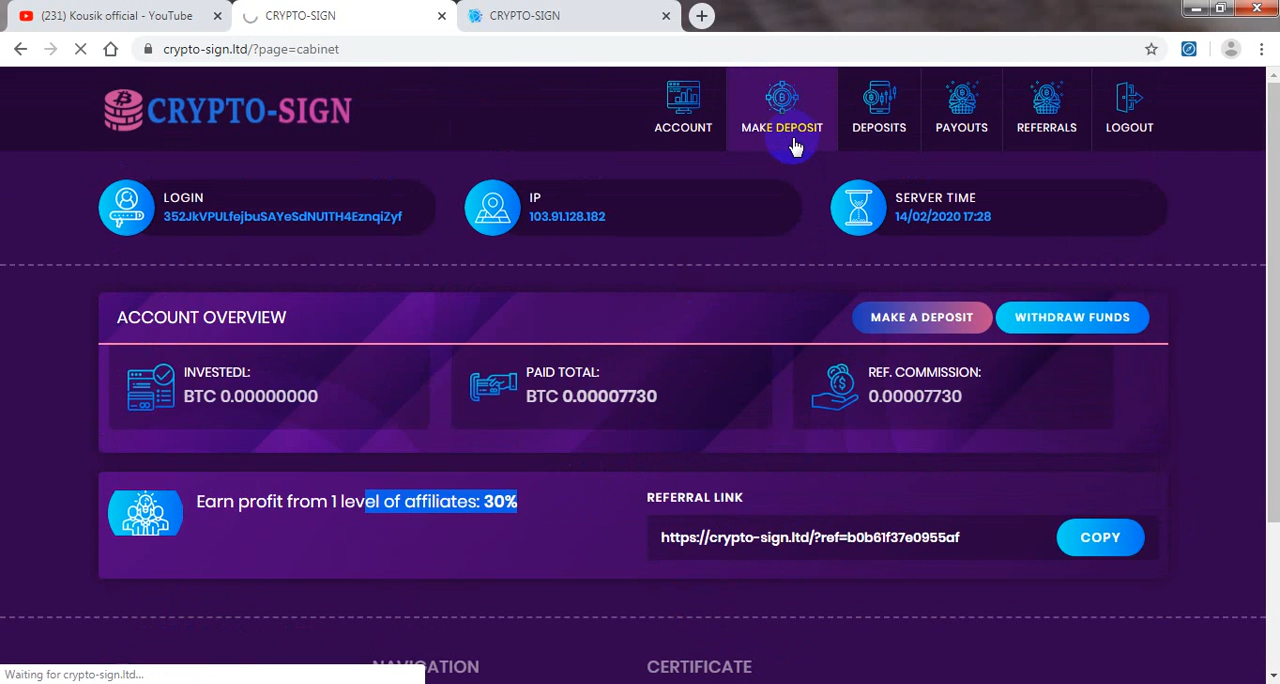 (231) Kousik official - YouTube
CRYPTO-SIGN
CRYPTO-SIGN
crypto-sign.ltd/?page=cabinet
CRYPTO-SIGN
ACCOUNT
MAKE DEPOSIT
DEPOSITS
PAYOUTS
REFERRALS
LOGOUT
LOGIN
352JkVPULfejbuSAYeSdNU1TH4EznqiZyf
IP
103.91.128.182
SERVER TIME
14/02/2020 17:28
ACCOUNT OVERVIEW
MAKE A DEPOSIT
WITHDRAW FUNDS
INVESTEDL:
BTC 0.00000000
PAID TOTAL:
BTC 0.00007730
REF. COMMISSION:
0.00007730
Earn profit from 1 level of affiliates: 30%
REFERRAL LINK
https://crypto-sign.ltd/?ref=b0b61f37e0955af
COPY
NAVIGATION
CERTIFICATE
Waiting for crypto-sign.ltd...